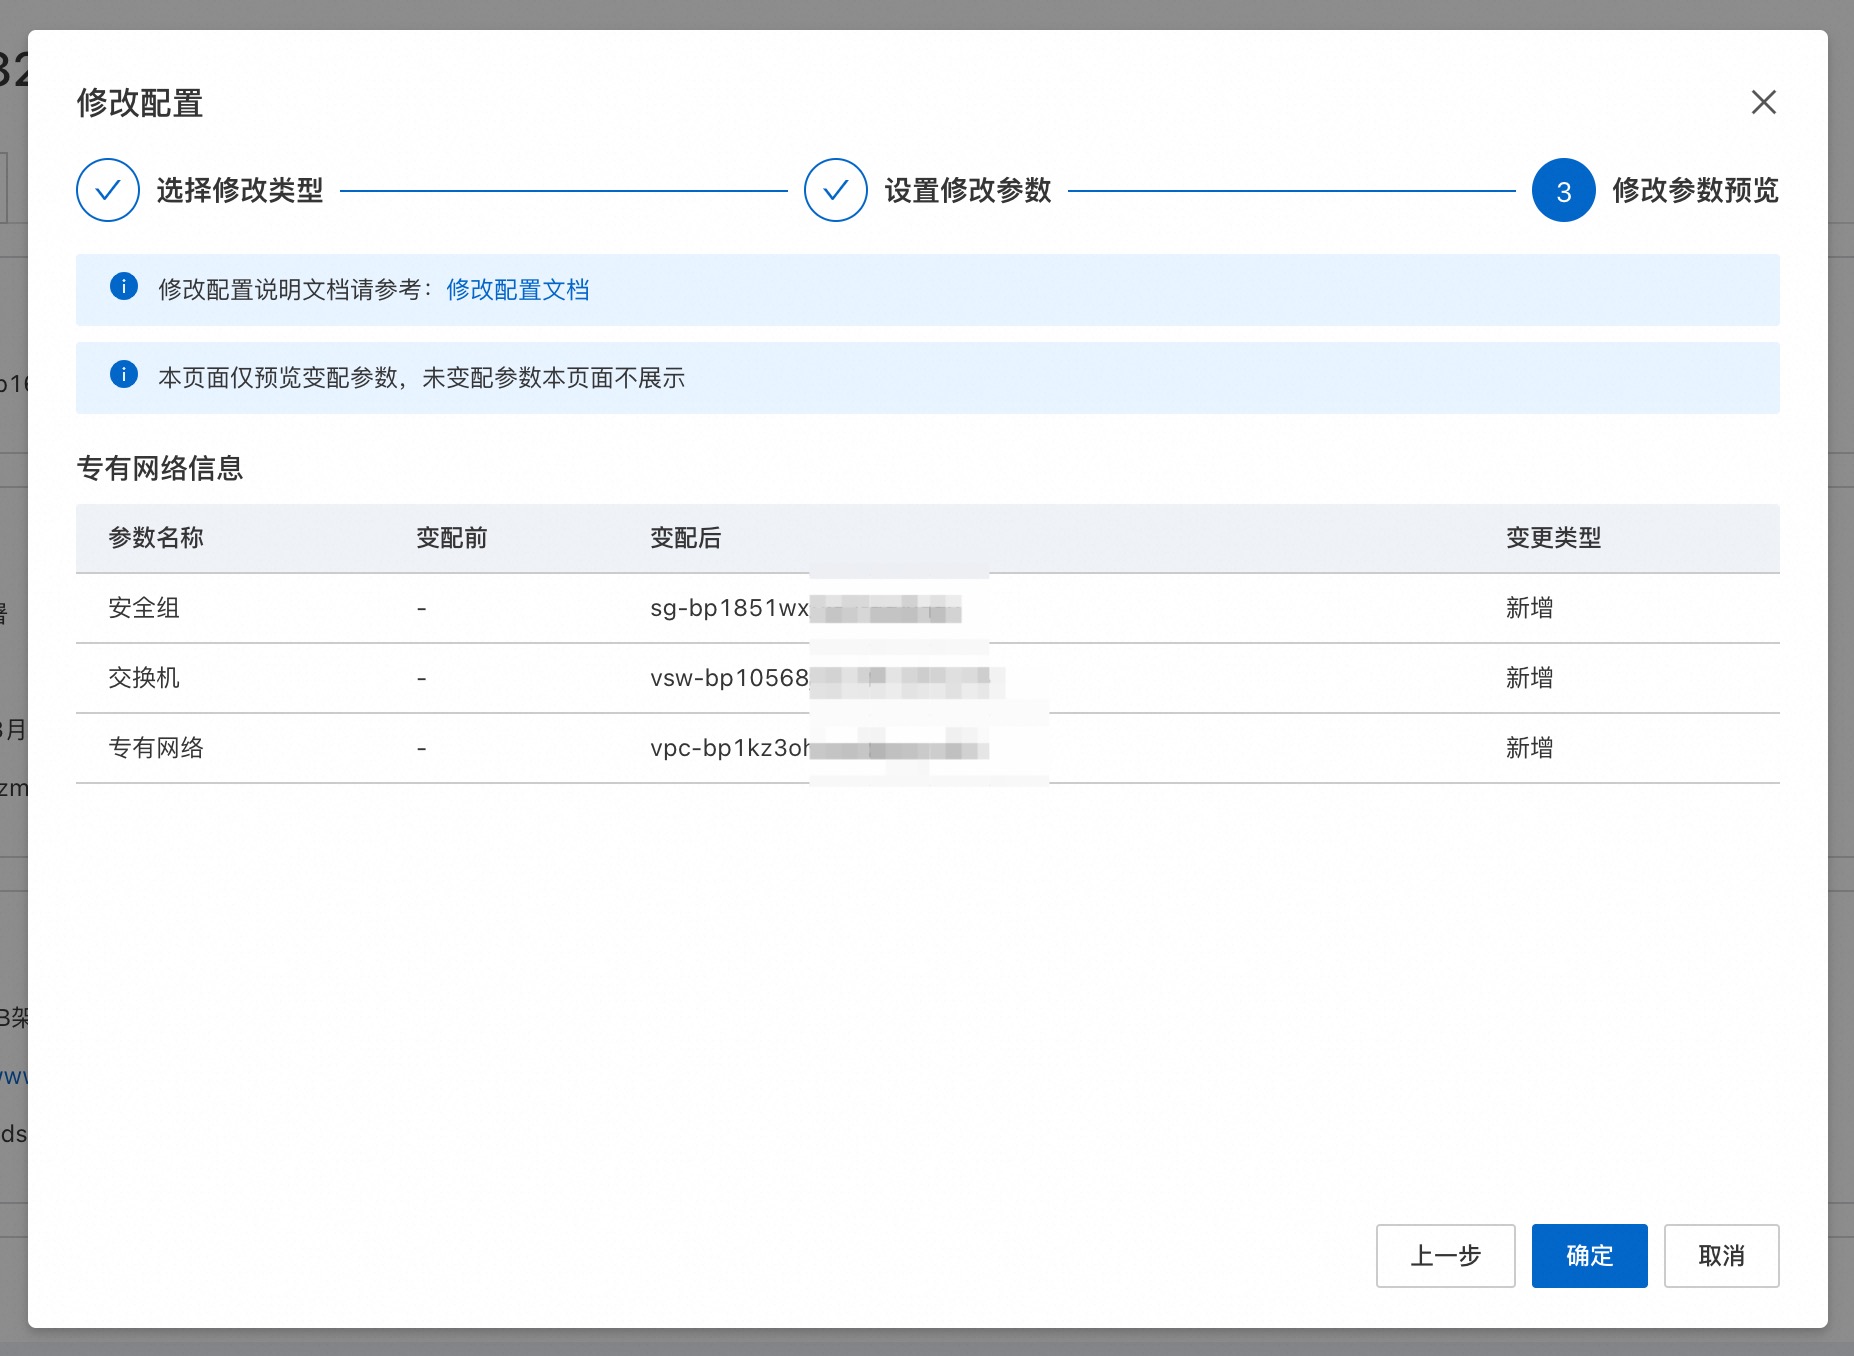 修改配置
选择修改类型
设置修改参数
3 修改参数预览
修改配置说明文档请参考：修改配置文档
本页面仅预览变配参数，未变配参数本页面不展示
专有网络信息
参数名称 变配前 变配后 变更类型
安全组 - sg-bp1851wx 新增
交换机 - vsw-bp10568 新增
专有网络 - vpc-bp1kz3oh 新增
上一步 确定 取消